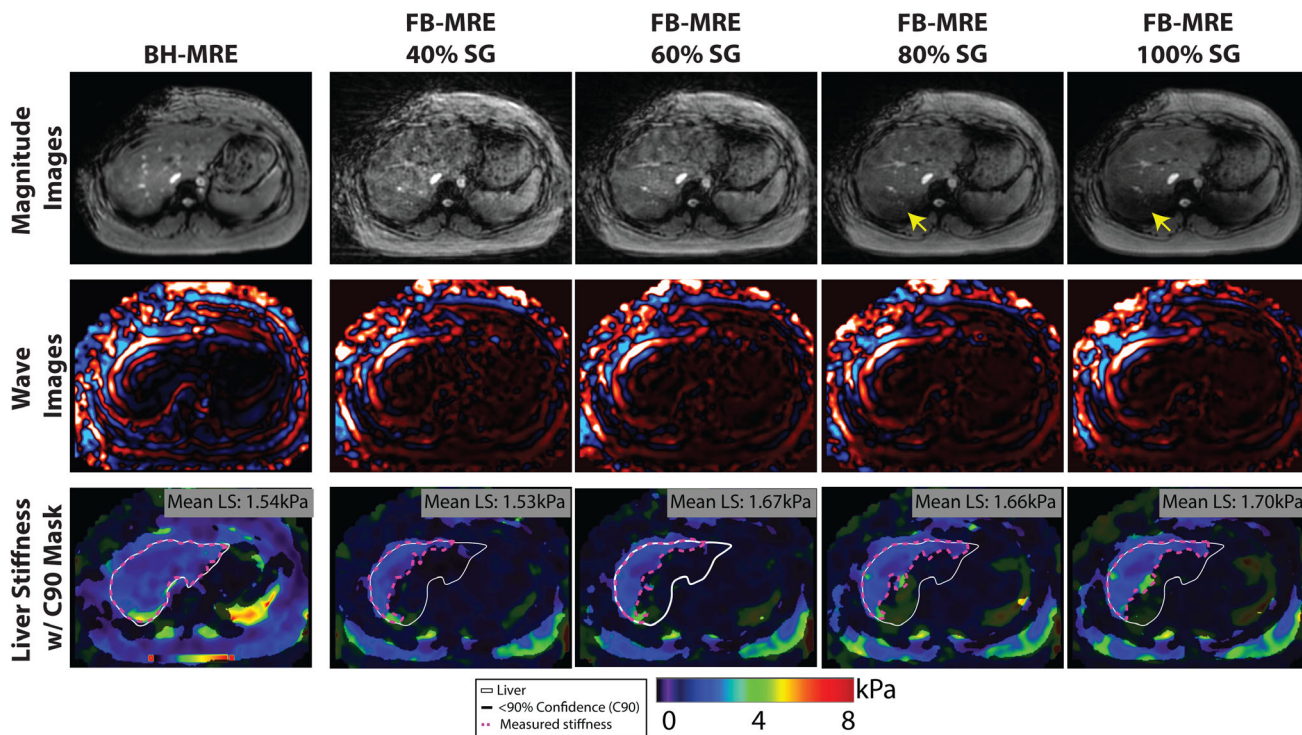 BH-MRE
FB-MRE
40% SG
FB-MRE
60% SG
FB-MRE
80% SG
FB-MRE
100% SG
Magnitude
Images
Wave
Images
Liver Stiffness
w/ C90 Mask
Mean LS: 1.54kPa
Mean LS: 1.53kPa
Mean LS: 1.67kPa
Mean LS: 1.66kPa
Mean LS: 1.70kPa
Liver
<90% Confidence (C90)
Measured stiffness
kPa
0 4 8